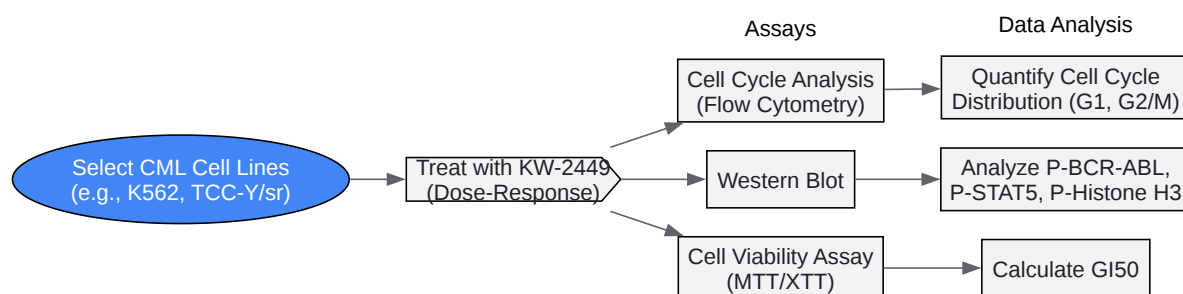 Assays
Data Analysis
Cell Cycle Analysis
(Flow Cytometry)
Quantify Cell Cycle
Distribution (G1, G2/M)
Select CML Cell Lines
(e.g., K562, TCC-Y/sr)
Treat with KW-2449
(Dose-Response)
Western Blot
Analyze P-BCR-ABL,
P-STAT5, P-Histone H3
Cell Viability Assay
(MTT/XTT)
Calculate GI50